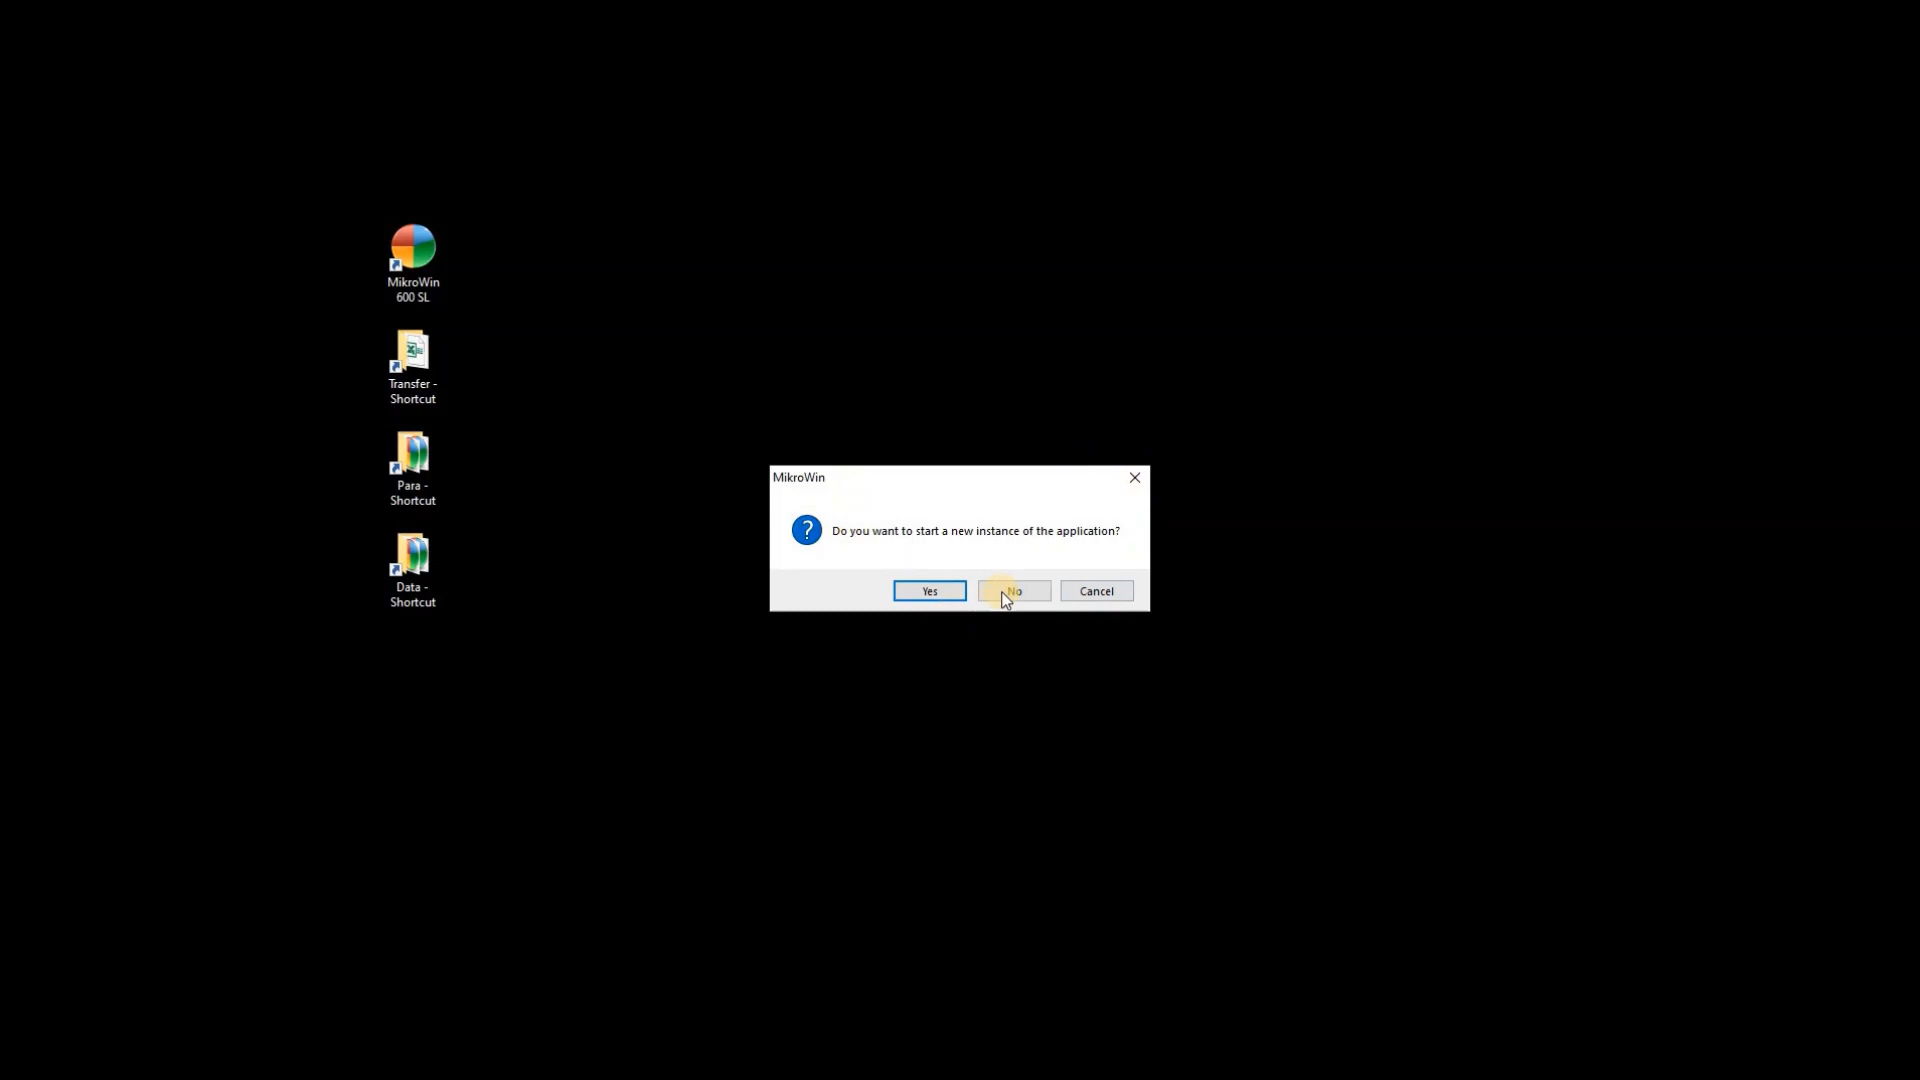 MikroWin
600 SL
Transfer -
Shortcut
Para -
Shortcut
Data -
Shortcut
MikroWin
?
Do you want to start a new instance of the application?
Yes
No
Cancel